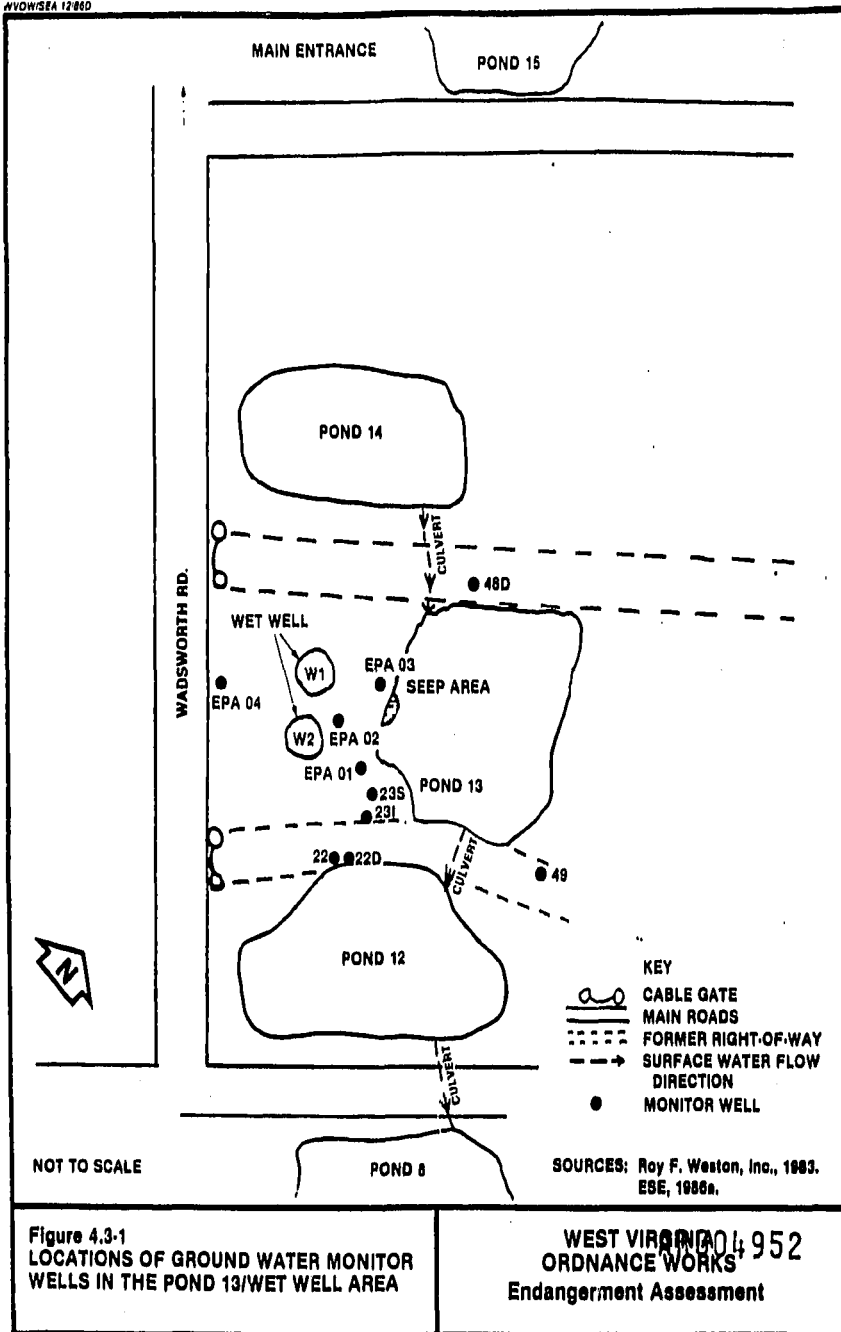 WVOW/SEA 12/86D
MAIN ENTRANCE
POND 15
POND 14
CULVERT
48D
WADSWORTH RD.
WET WELL
W1
EPA 03
SEEP AREA
EPA 04
W2
EPA 02
EPA 01
POND 13
23S
23I
22
22D
CULVERT
49
POND 12
N
KEY
CABLE GATE
MAIN ROADS
FORMER RIGHT-OF-WAY
SURFACE WATER FLOW
DIRECTION
MONITOR WELL
CULVERT
NOT TO SCALE
POND 8
SOURCES: Roy F. Weston, Inc., 1983.
ESE, 1986a.
Figure 4.3-1
LOCATIONS OF GROUND WATER MONITOR
WELLS IN THE POND 13/WET WELL AREA
WEST VIRGINIA
004952
ORDNANCE WORKS
Endangerment Assessment